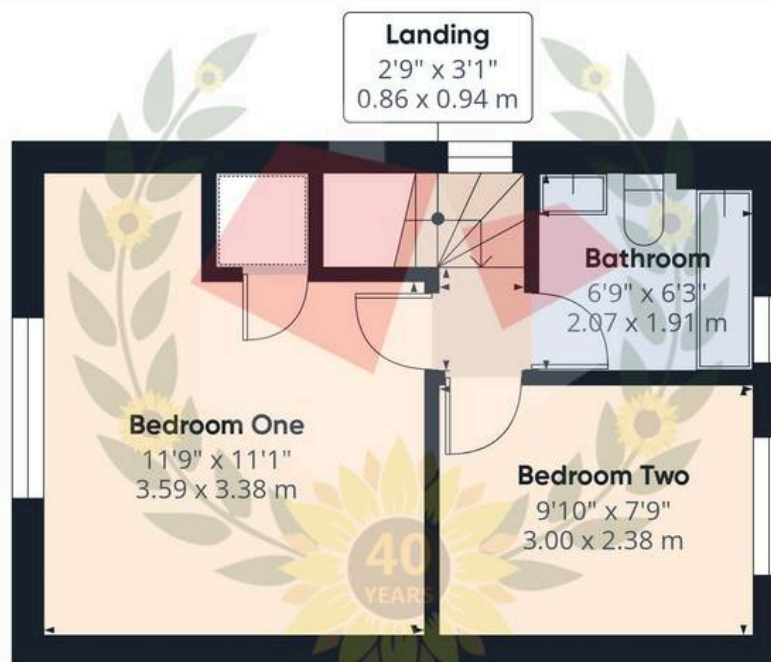 Landing
2'9" x 3'1"
0.86 x 0.94 m
Bathroom
6'9" x 6'3"
2.07 x 1.91 m
Bedroom One
11'9" x 11'1"
3.59 x 3.38 m
Bedroom Two
9'10" x 7'9"
3.00 x 2.38 m
40
YEARS